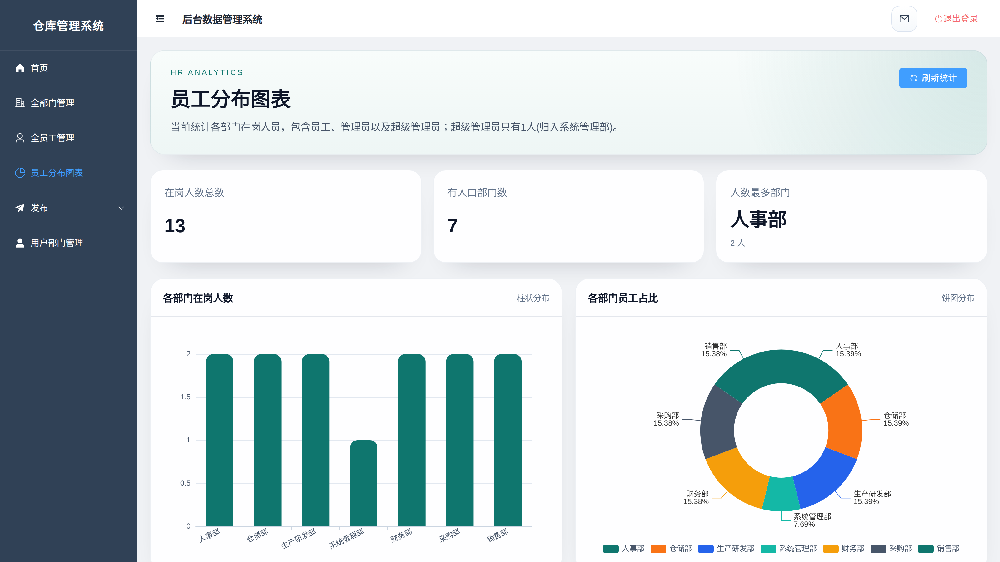 仓库管理系统
首页
全部门管理
全员工管理
员工分布图表
发布
用户部门管理
后台数据管理系统
退出登录
HR ANALYTICS
员工分布图表
当前统计各部门在岗人员，包含员工、管理员以及超级管理员；超级管理员只有1人(归入系统管理部)。
刷新统计
在岗人数总数
13
有人口部门数
7
人数最多部门
人事部
2 人
各部门在岗人数
柱状分布
2
1.5
1
0.5
0
人事部
仓储部
生产研发部
系统管理部
财务部
采购部
销售部
各部门员工占比
饼图分布
销售部
15.38%
人事部
15.39%
采购部
15.38%
仓储部
15.39%
财务部
15.38%
生产研发部
15.39%
系统管理部
7.69%
人事部
仓储部
生产研发部
系统管理部
财务部
采购部
销售部